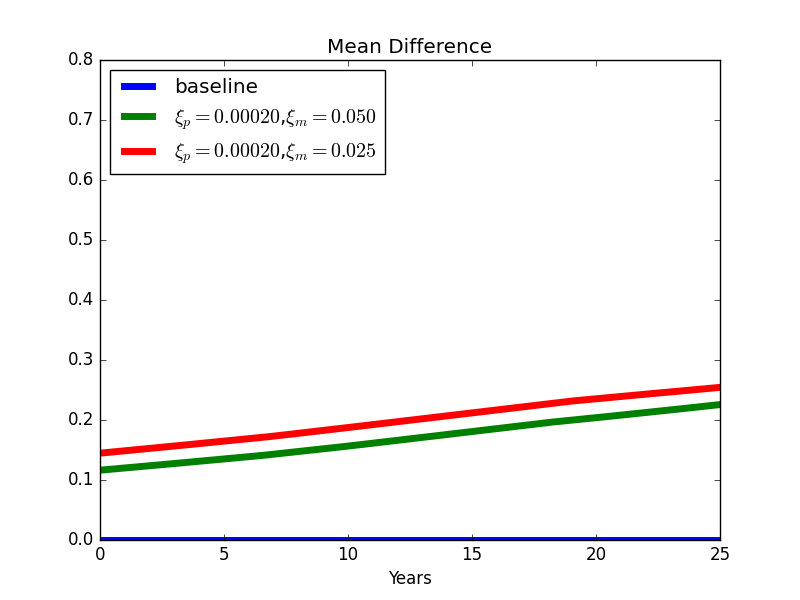 Mean Difference
0.8
baseline
0.7
ξp = 0.00020,ξm = 0.050
ξp = 0.00020,ξm = 0.025
0.6
0.5
0.4
0.3
0.2
0.1
0.0
0 5 10 15 20 25
Years